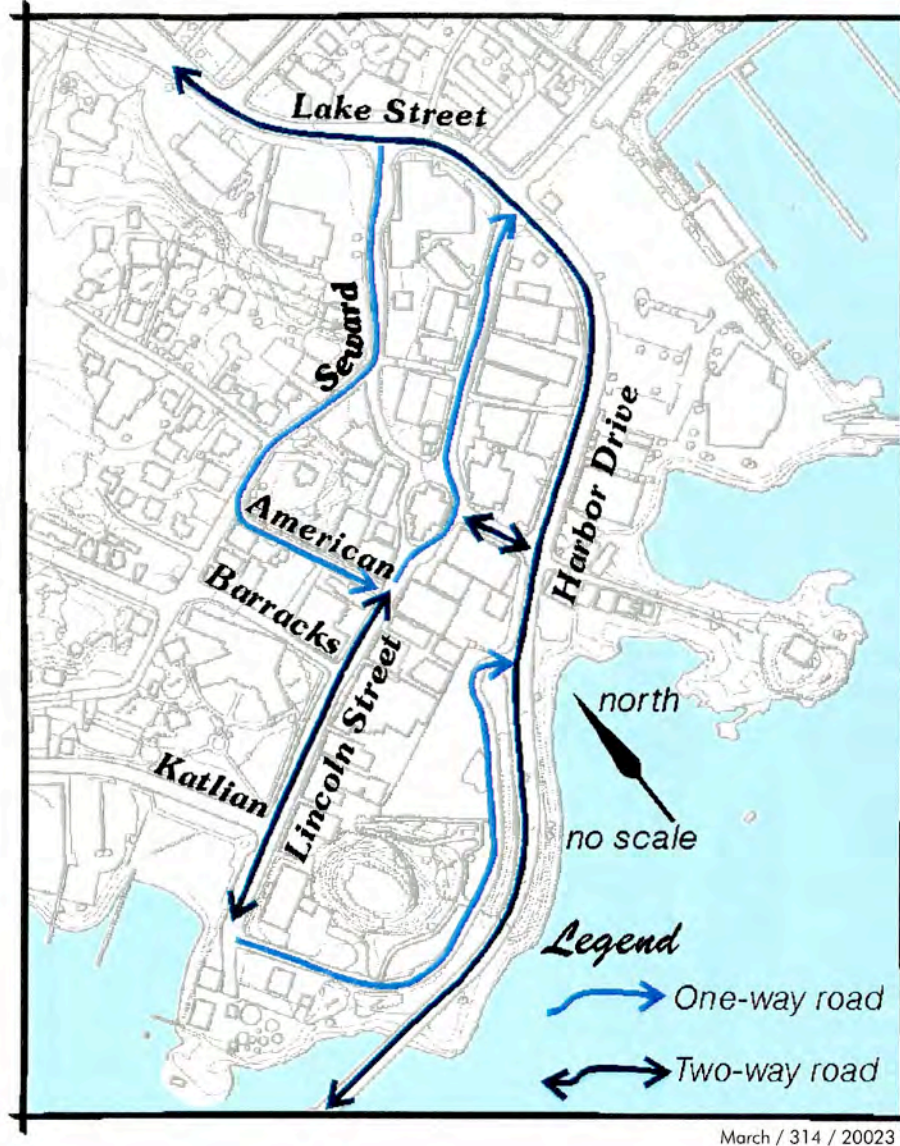 Lake Street
Seward
American
Barracks
Harbor Drive
Lincoln Street
Katlian
north
no scale
Legend
One-way road
Two-way road
March / 314 / 20023